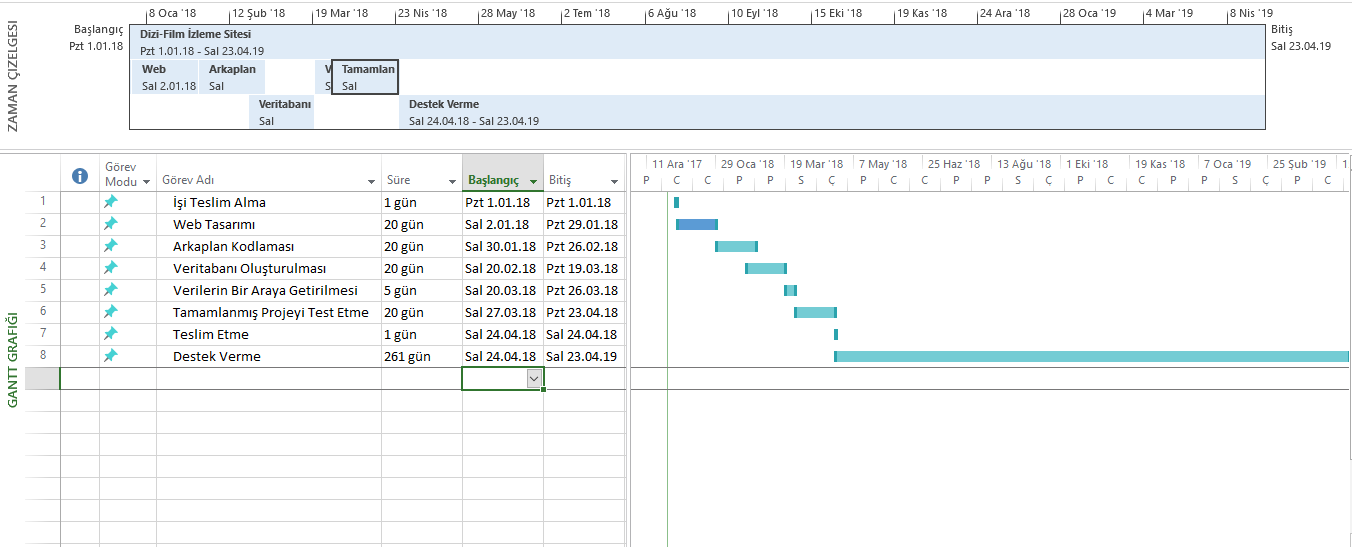 8 Oca '18 12 Şub '18 19 Mar '18 23 Nis '18 28 May '18 2 Tem '18 6 Ağu '18 10 Eyl '18 15 Eki '18 19 Kas '18 24 Ara '18 28 Oca '19 4 Mar '19 8 Nis '19
ZAMAN ÇİZELGESİ
Başlangıç
Pzt 1.01.18
Dizi-Film İzleme Sitesi
Pzt 1.01.18 - Sal 23.04.19
Bitiş
Sal 23.04.19
Web Arkaplan V Tamamlan
Sal 2.01.18 Sal S Sal
Veritabanı Destek Verme
Sal Sal 24.04.18 - Sal 23.04.19
GANTT GRAFIĞI
Görev Modu Görev Adı Süre Başlangıç Bitiş
11 Ara '17 29 Oca '18 19 Mar '18 7 May '18 25 Haz '18 13 Ağu '18 1 Eki '18 19 Kas '18 7 Oca '19 25 Şub '19 1
P C C P P S Ç P C P P S Ç P C C P P S Ç P C
1 İşi Teslim Alma 1 gün Pzt 1.01.18 Pzt 1.01.18
2 Web Tasarımı 20 gün Sal 2.01.18 Pzt 29.01.18
3 Arkaplan Kodlaması 20 gün Sal 30.01.18 Pzt 26.02.18
4 Veritabanı Oluşturulması 20 gün Sal 20.02.18 Pzt 19.03.18
5 Verilerin Bir Araya Getirilmesi 5 gün Sal 20.03.18 Pzt 26.03.18
6 Tamamlanmış Projeyi Test Etme 20 gün Sal 27.03.18 Pzt 23.04.18
7 Teslim Etme 1 gün Sal 24.04.18 Sal 24.04.18
8 Destek Verme 261 gün Sal 24.04.18 Sal 23.04.19